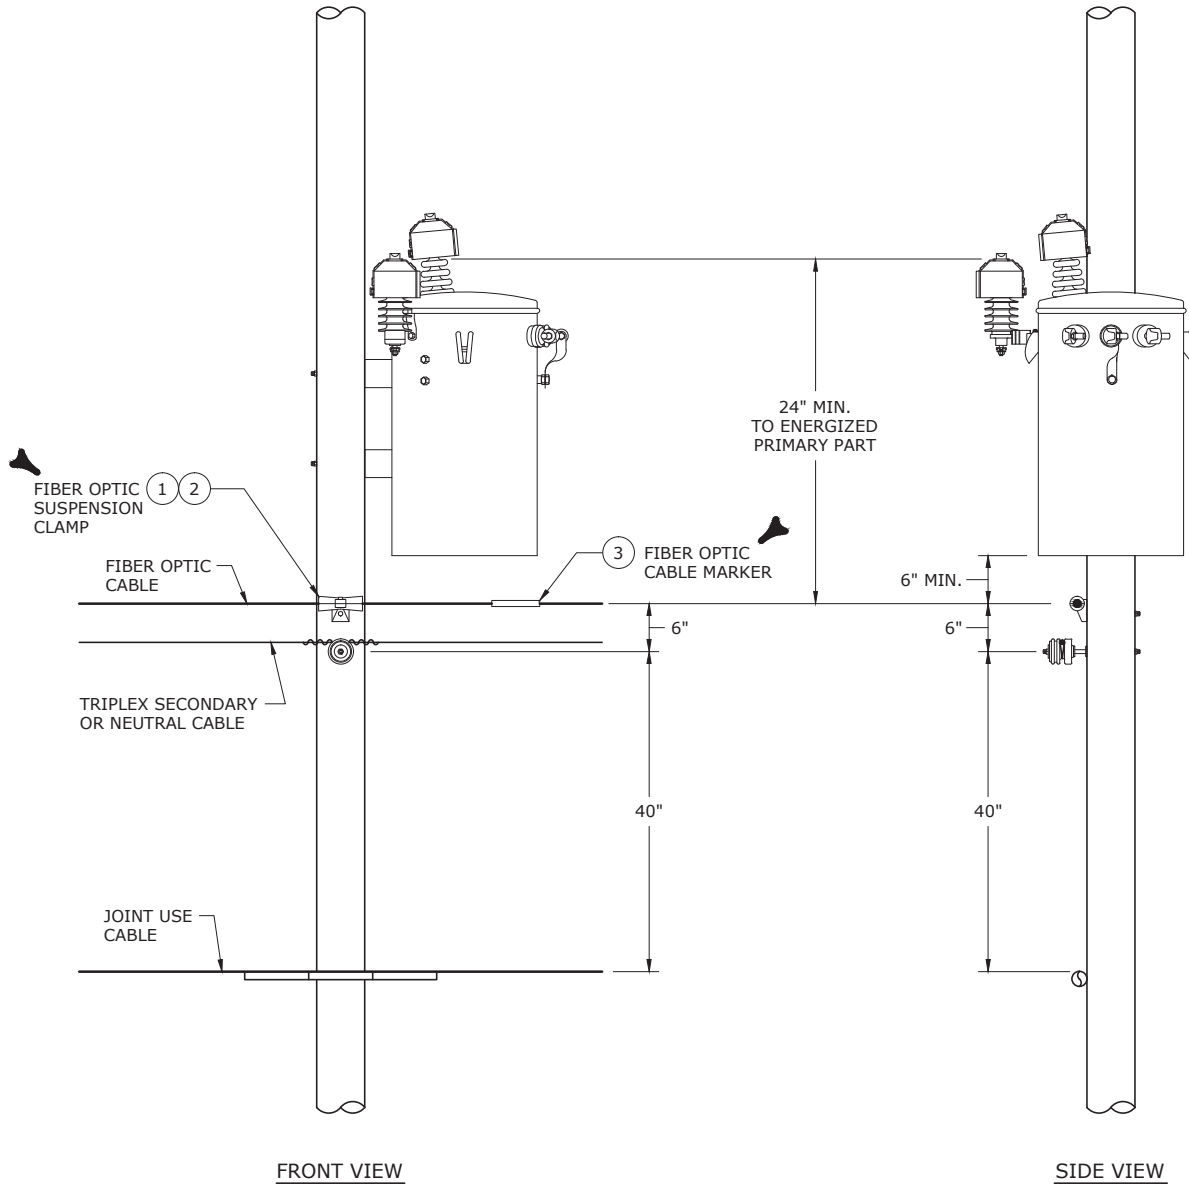 24" MIN.
TO ENERGIZED
PRIMARY PART
FIBER OPTIC
SUSPENSION
CLAMP
1 2
FIBER OPTIC
CABLE
3
FIBER OPTIC
CABLE MARKER
6" MIN.
6"
6"
TRIPLEX SECONDARY
OR NEUTRAL CABLE
40"
40"
JOINT USE
CABLE
FRONT VIEW
SIDE VIEW